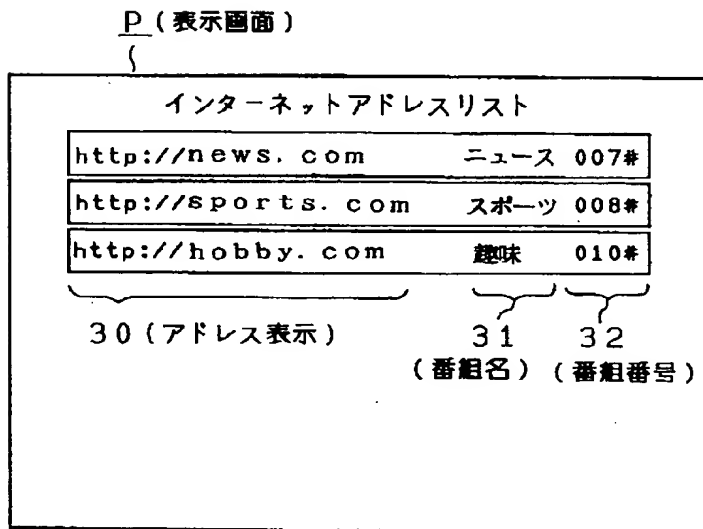 P(表示画面)
インターネットアドレスリスト
http://news.com ニュース 007#
http://sports.com スポーツ 008#
http://hobby.com 趣味 010#
30(アドレス表示) 31 32
(番組名) (番組番号)